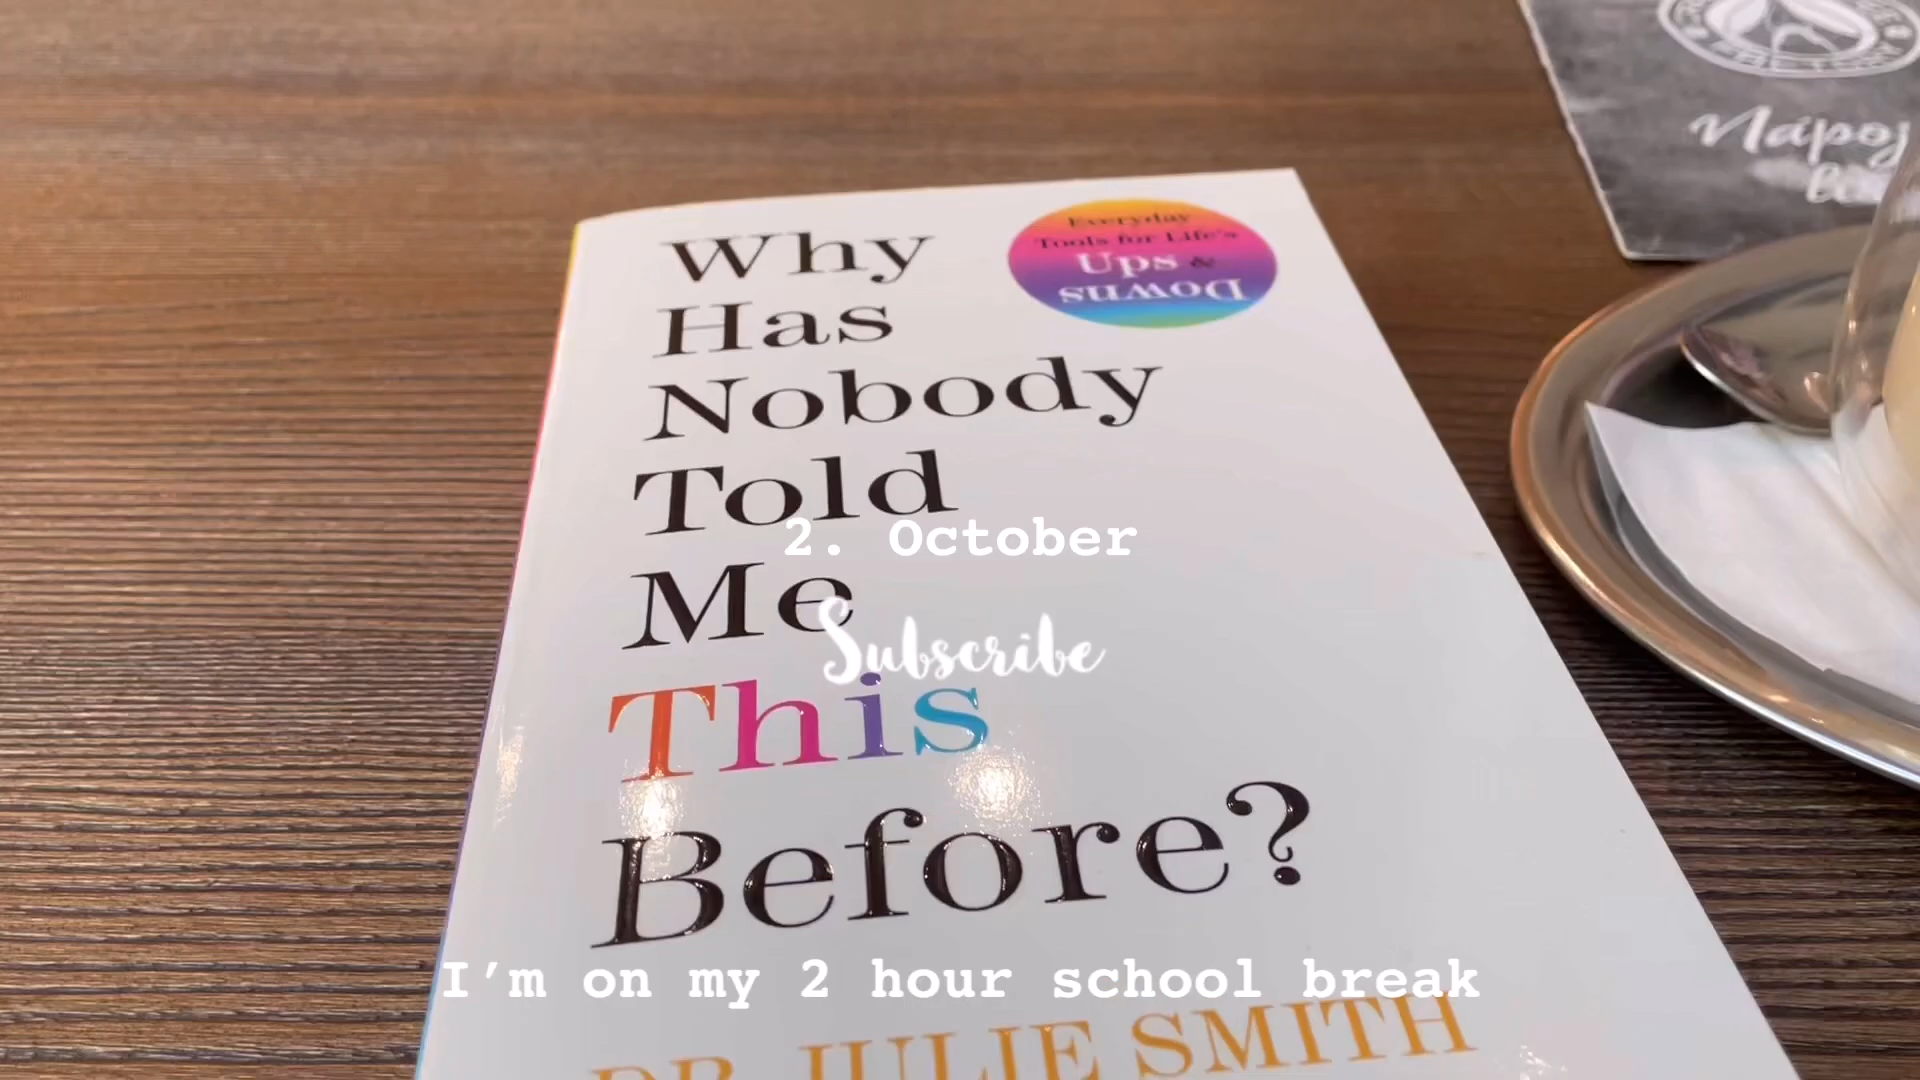 Why
Has
Nobody
Told
Me
This
Before?
DR JULIE SMITH
Everyday
Tools for Life's
Ups &
Downs
2. October
Subscribe
I'm on my 2 hour school break